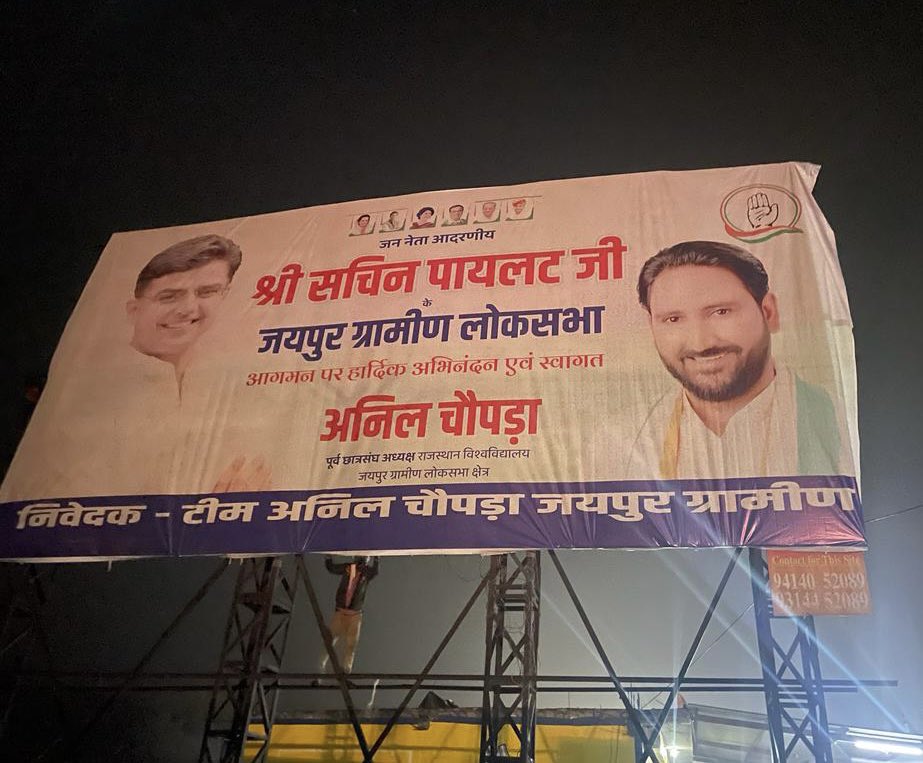 जन नेता आदरणीय
श्री सचिन पायलट जी
के
जयपुर ग्रामीण लोकसभा
आगमन पर हार्दिक अभिनंदन एवं स्वागत
अनिल चौपड़ा
पूर्व छात्रसंघ अध्यक्ष राजस्थान विश्वविद्यालय
जयपुर ग्रामीण लोकसभा क्षेत्र
निवेदक - टीम अनिल चौपड़ा जयपुर ग्रामीण
Contact for This Site
94140 52089
93144 52089